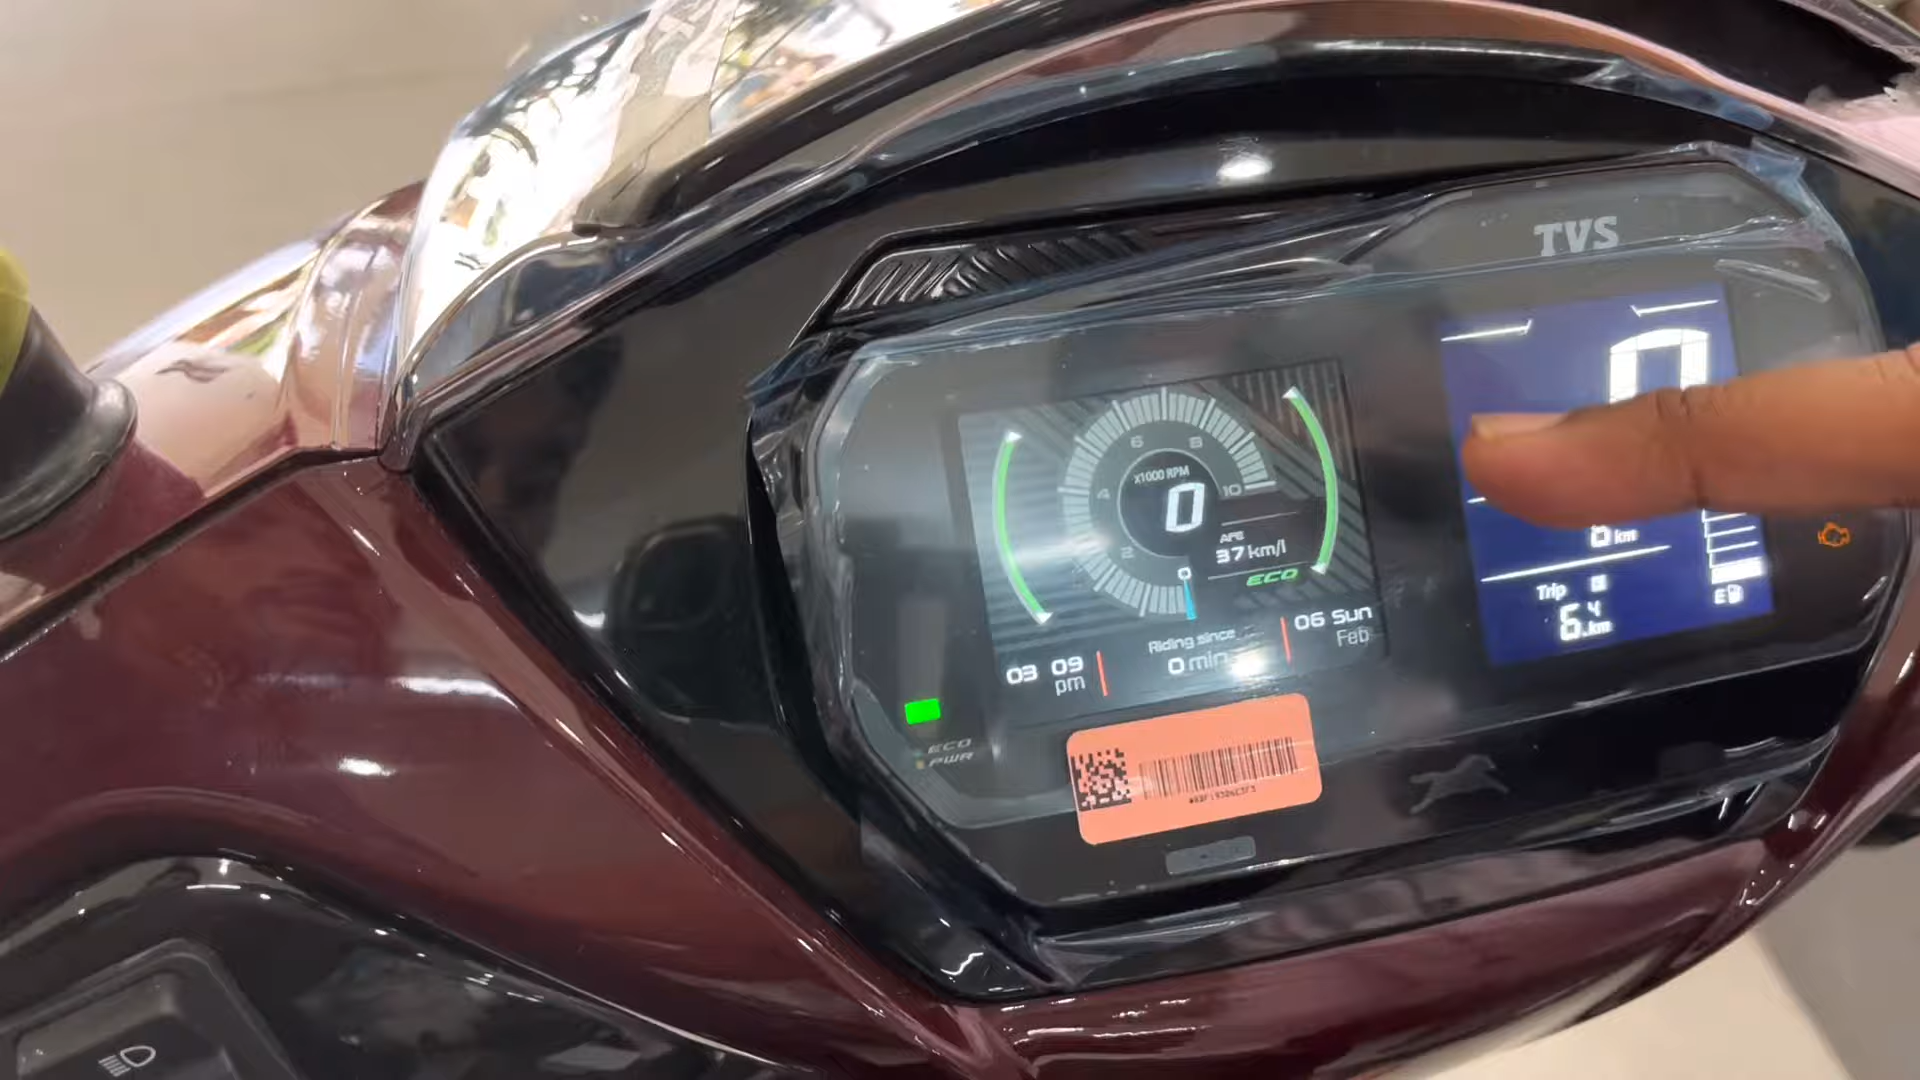 TVS
6 8
X1000 RPM
4 0 10
AFE
2 37 km/l
0 ECO
03 09 pm
Riding since
0 min
06 Sun
Feb
0
6 km
Trip
6.4 km
E
ECO
PWR